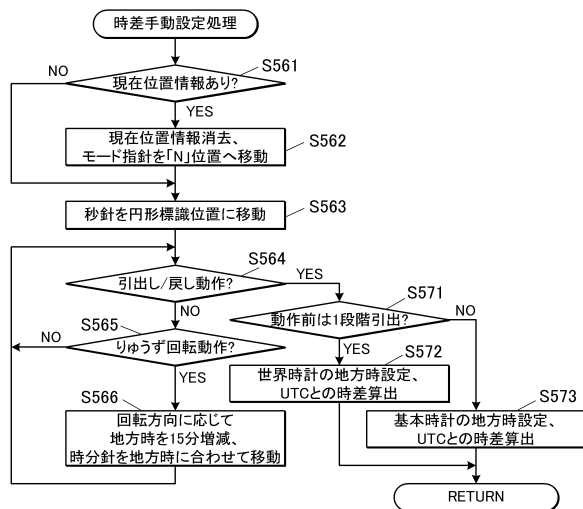 時差手動設定処理
S561
NO
現在位置情報あり?
YES
現在位置情報消去、
モード指針を「N」位置へ移動
S562
秒針を円形標識位置に移動
S563
S564
引出し/戻し動作?
YES
NO
S571
動作前は1段階引出?
NO
YES
S565
NO
りゅうず回転動作?
YES
S572
世界時計の地方時設定、
UTCとの時差算出
S566
回転方向に応じて
地方時を15分増減、
時分針を地方時に合わせて移動
S573
基本時計の地方時設定、
UTCとの時差算出
RETURN